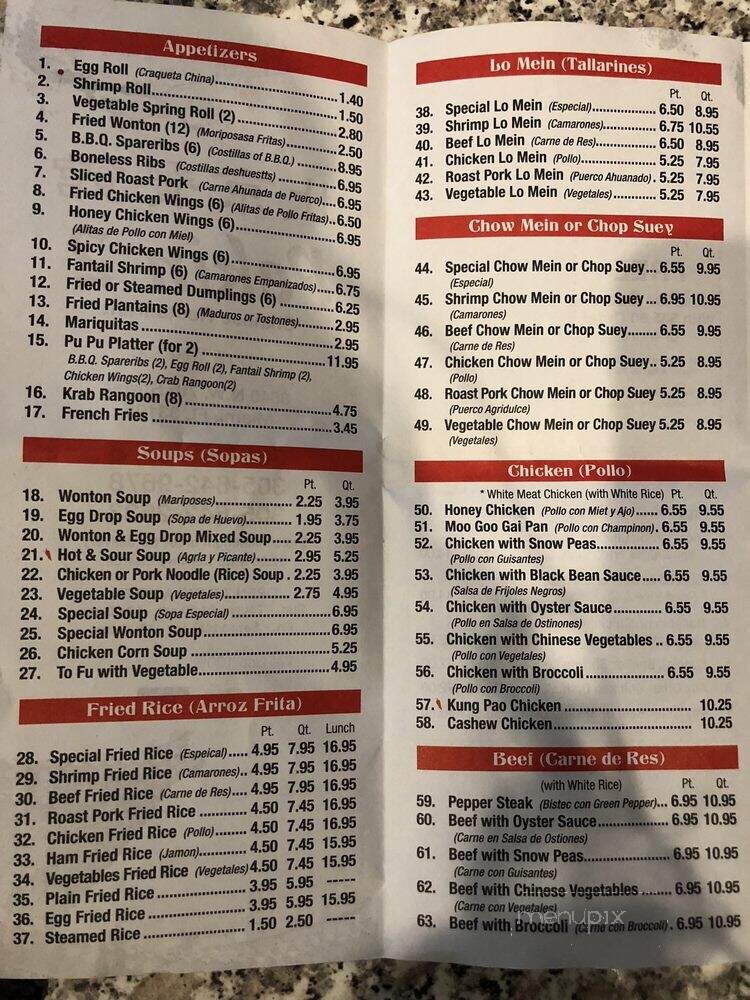 Appetizers
1. Egg Roll (Craqueta China) 1.40
2. Shrimp Roll 1.50
3. Vegetable Spring Roll (2) 2.80
4. Fried Wonton (12) (Moriposasa Fritas) 2.50
5. B.B.Q. Spareribs (6) (Costillas of B.B.Q.) 8.95
6. Boneless Ribs (Costillas deshuestts) 6.95
7. Sliced Roast Pork (Carne Ahunada de Puerco) 6.95
8. Fried Chicken Wings (6) (Alitas de Pollo Fritas) 6.50
9. Honey Chicken Wings (6) 6.95
(Alitas de Pollo con Miel)
10. Spicy Chicken Wings (6) 6.95
11. Fantail Shrimp (6) (Camarones Empanizados) 6.75
12. Fried or Steamed Dumplings (6) 6.25
13. Fried Plantains (8) (Maduros or Tostones) 2.95
14. Mariquitas 2.95
15. Pu Pu Platter (for 2) 11.95
B.B.Q. Spareribs (2), Egg Roll (2), Fantail Shrimp (2),
Chicken Wings(2), Crab Rangoon(2)
16. Krab Rangoon (8) 4.75
17. French Fries 3.45
Soups (Sopas)
Pt. Qt.
18. Wonton Soup (Mariposes) 2.25 3.95
19. Egg Drop Soup (Sopa de Huevo) 1.95 3.75
20. Wonton & Egg Drop Mixed Soup 2.25 3.95
21. Hot & Sour Soup (Agrla y Picante) 2.95 5.25
22. Chicken or Pork Noodle (Rice) Soup . 2.25 3.95
23. Vegetable Soup (Vegetales) 2.75 4.95
24. Special Soup (Sopa Especial) 6.95
25. Special Wonton Soup 6.95
26. Chicken Corn Soup 5.25
27. To Fu with Vegetable 4.95
Fried Rice (Arroz Frita)
Pt. Qt. Lunch
28. Special Fried Rice (Espeical) 4.95 7.95 16.95
29. Shrimp Fried Rice (Camarones) 4.95 7.95 16.95
30. Beef Fried Rice (Carne de Res) 4.95 7.95 16.95
31. Roast Pork Fried Rice 4.50 7.45 16.95
32. Chicken Fried Rice (Pollo) 4.50 7.45 16.95
33. Ham Fried Rice (Jamon) 4.50 7.45 15.95
34. Vegetables Fried Rice (Vegetales) 4.50 7.45 15.95
35. Plain Fried Rice 3.95 5.95 -----
36. Egg Fried Rice 3.95 5.95 15.95
37. Steamed Rice 1.50 2.50 -----
Lo Mein (Tallarines)
Pt. Qt.
38. Special Lo Mein (Especial) 6.50 8.95
39. Shrimp Lo Mein (Camarones) 6.75 10.55
40. Beef Lo Mein (Carne de Res) 6.50 8.95
41. Chicken Lo Mein (Pollo) 5.25 7.95
42. Roast Pork Lo Mein (Puerco Ahuanado) . 5.25 7.95
43. Vegetable Lo Mein (Vegetales) 5.25 7.95
Chow Mein or Chop Suey
Pt. Qt.
44. Special Chow Mein or Chop Suey... 6.55 9.95
(Especial)
45. Shrimp Chow Mein or Chop Suey... 6.95 10.95
(Camarones)
46. Beef Chow Mein or Chop Suey 6.55 9.95
(Carne de Res)
47. Chicken Chow Mein or Chop Suey.. 5.25 8.95
(Pollo)
48. Roast Pork Chow Mein or Chop Suey 5.25 8.95
(Puerco Agridulce)
49. Vegetable Chow Mein or Chop Suey 5.25 8.95
(Vegetales)
Chicken (Pollo)
* White Meat Chicken (with White Rice) Pt. Qt.
50. Honey Chicken (Pollo con Miet y Ajo) 6.55 9.55
51. Moo Goo Gai Pan (Pollo con Champinon). 6.55 9.55
52. Chicken with Snow Peas 6.55 9.55
(Pollo con Guisantes)
53. Chicken with Black Bean Sauce 6.55 9.55
(Salsa de Frijoles Negros)
54. Chicken with Oyster Sauce 6.55 9.55
(Pollo en Salsa de Ostinones)
55. Chicken with Chinese Vegetables .. 6.55 9.55
(Pollo con Vegetales)
56. Chicken with Broccoli 6.55 9.55
(Pollo con Broccoli)
57. Kung Pao Chicken 10.25
58. Cashew Chicken 10.25
Beef (Carne de Res)
(with White Rice) Pt. Qt.
59. Pepper Steak (Bistec con Green Pepper)... 6.95 10.95
60. Beef with Oyster Sauce 6.95 10.95
(Carne en Salsa de Ostiones)
61. Beef with Snow Peas 6.95 10.95
(Carne con Guisantes)
62. Beef with Chinese Vegetables 6.95 10.95
(Carne con Vegetales)
63. Beef with Broccoli (Carne con Broccoli) . 6.95 10.95
menupix